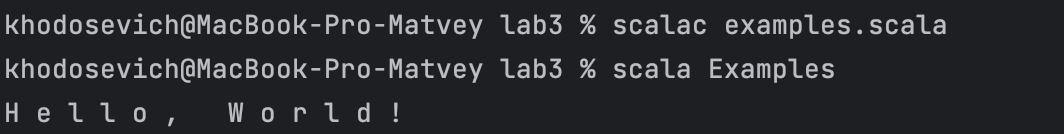 khodosevich@MacBook-Pro-Matvey lab3 % scalac examples.scala
khodosevich@MacBook-Pro-Matvey lab3 % scala Examples
H e l l o ,   W o r l d !